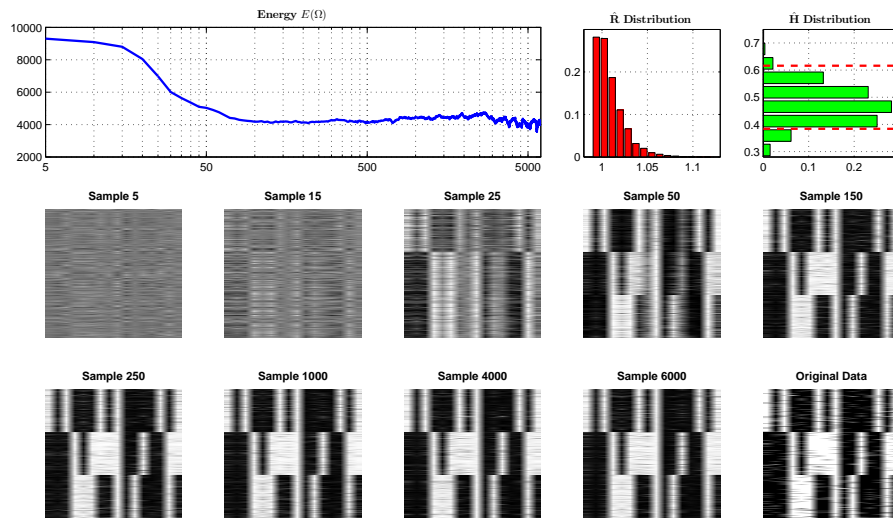 Energy E(Ω)
10000
8000
6000
4000
2000
5
50
500
5000
R̂ Distribution
0.2
0
1
1.05
1.1
Ĥ Distribution
0.7
0.6
0.5
0.4
0.3
0
0.1
0.2
Sample 5
Sample 15
Sample 25
Sample 50
Sample 150
Sample 250
Sample 1000
Sample 4000
Sample 6000
Original Data